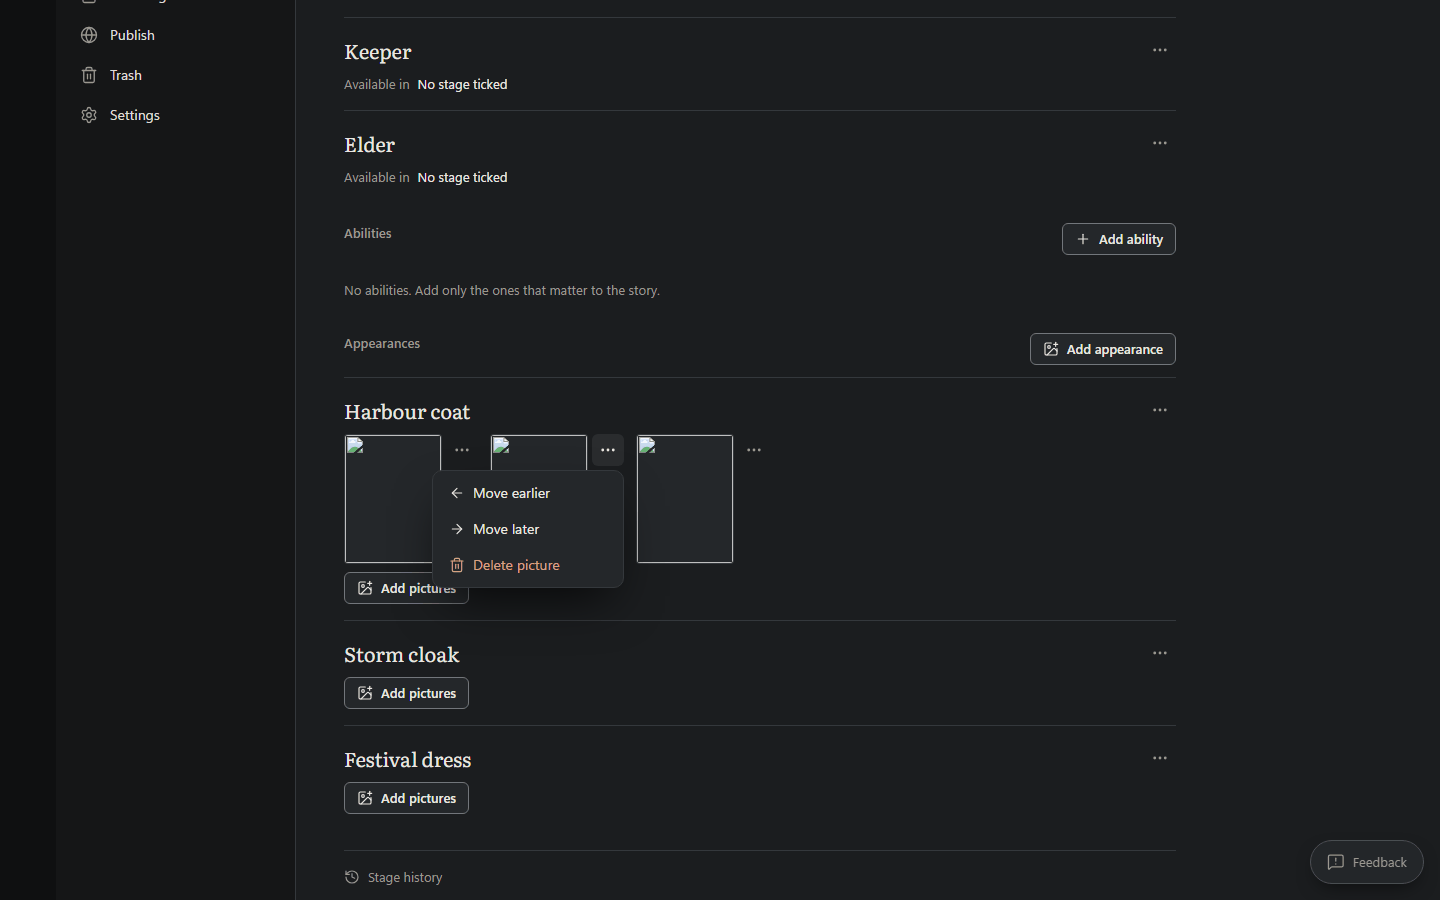 Publish
Trash
Settings
Keeper
Available in No stage ticked
Elder
Available in No stage ticked
Abilities
Add ability
No abilities. Add only the ones that matter to the story.
Appearances
Add appearance
Harbour coat
Move earlier
Move later
Delete picture
Add pictures
Storm cloak
Add pictures
Festival dress
Add pictures
Stage history
Feedback